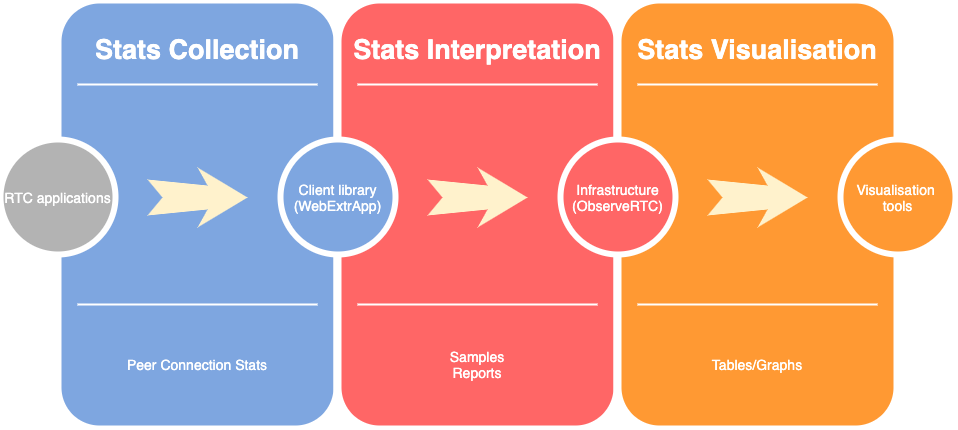 Stats Collection
Stats Interpretation
Stats Visualisation
RTC applications
Client library
(WebExtrApp)
Infrastructure
(ObserveRTC)
Visualisation
tools
Peer Connection Stats
Samples
Reports
Tables/Graphs